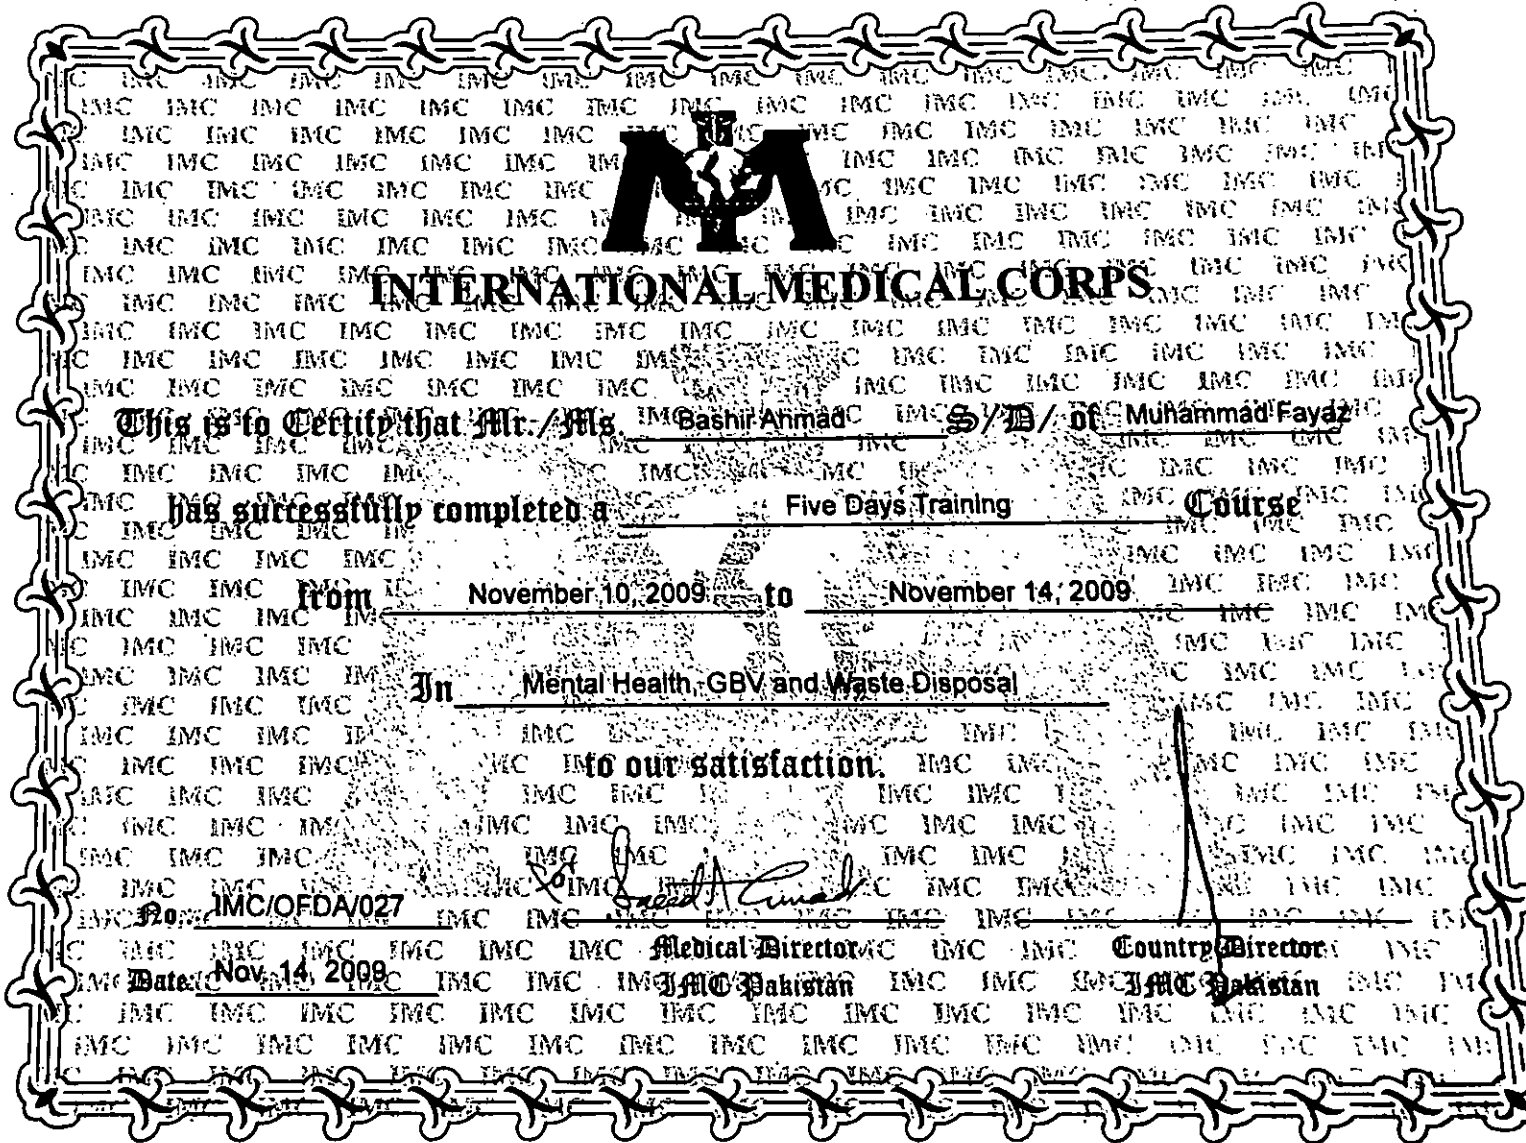 INTERNATIONAL MEDICAL CORPS
This is to Certify that Mr./Ms. Bashir Ahmad S/D/ of Muhammad Fayaz
has successfully completed a Five Days Training Course
from November 10, 2009 to November 14, 2009
In Mental Health, GBV and Waste Disposal
to our satisfaction.
No. IMC/OFDA/027
Medical Director Country Director
Date: Nov. 14, 2009 IMC Pakistan IMC Pakistan